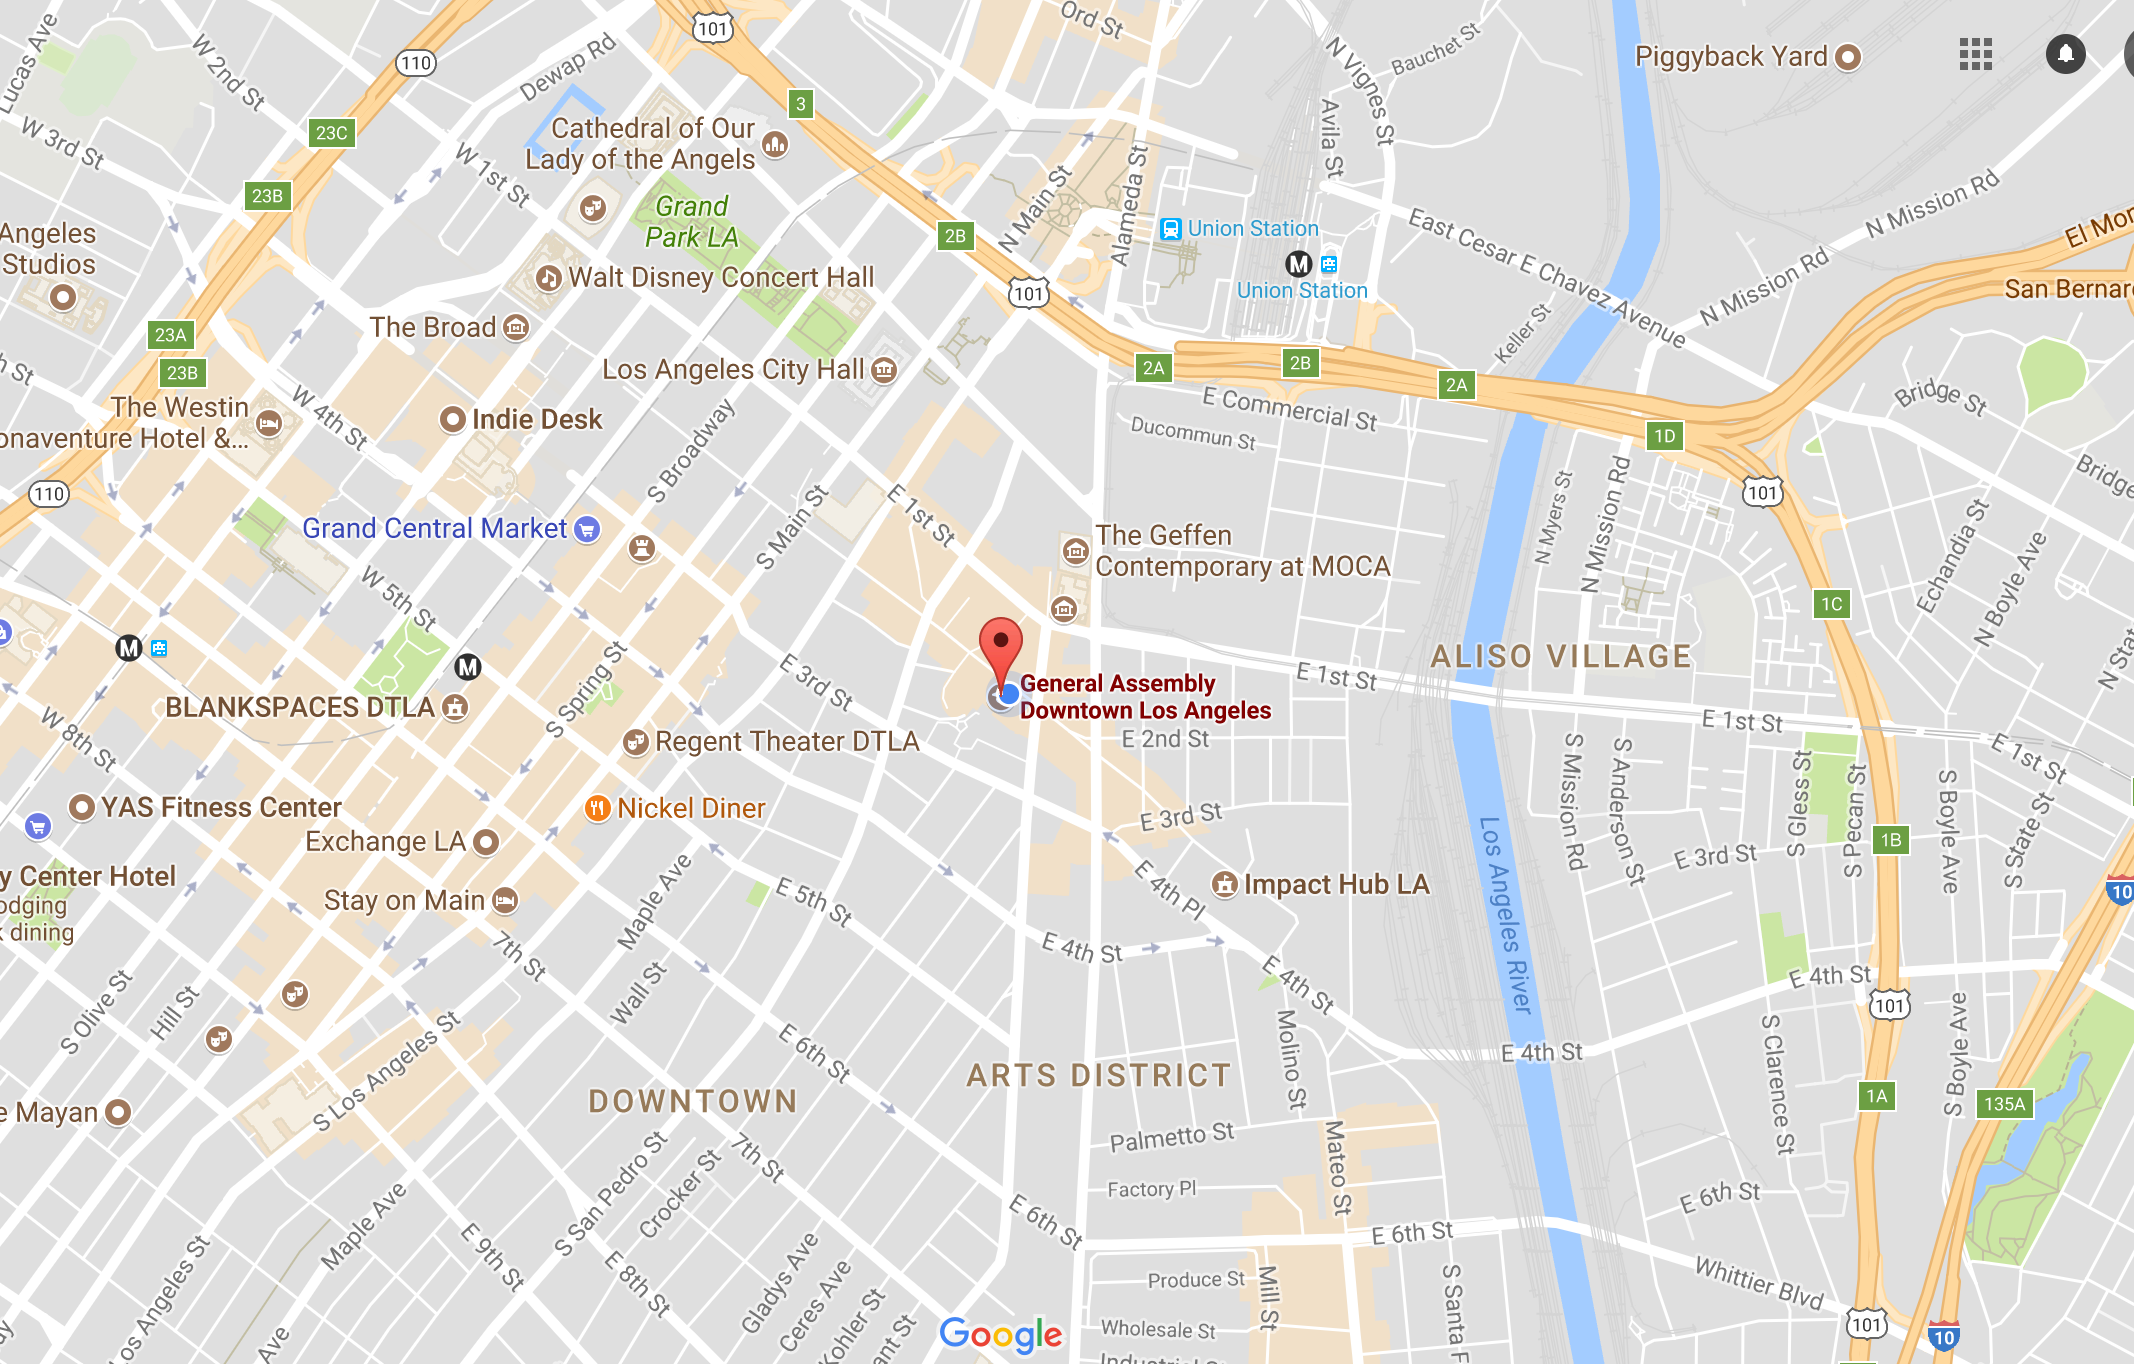 Lucas Ave
W 2nd St
110
Dewap Rd
101
Ord St
N Vignes St
Bauchet St
Piggyback Yard
3
23C
W 3rd St
W 1st St
Cathedral of Our
Lady of the Angels
Avila St
23B
Grand
Park LA
2B
N Main St
Alameda St
Union Station
M
Union Station
East Cesar E Chavez Avenue
N Mission Rd
N Mission Rd
El Mon
San Bernard
Angeles
Studios
Walt Disney Concert Hall
101
The Broad
23A
23B
Los Angeles City Hall
2A
2B
2A
Keller St
h St
The Westin
onaventure Hotel &...
W 4th St
Indie Desk
S Broadway
E Commercial St
Ducommun St
1D
Bridge St
Bridge
110
101
Grand Central Market
S Main St
E 1st St
The Geffen
Contemporary at MOCA
N Myers St
N Mission Rd
Echandia St
N Boyle Ave
1C
W 5th St
M
M
ALISO VILLAGE
N Sta
BLANKSPACES DTLA
S Spring St
E 3rd St
General Assembly
Downtown Los Angeles
E 1st St
E 1st St
E 1st St
E 2nd St
W 8th St
Regent Theater DTLA
S Mission Rd
S Anderson St
S Gless St
S Pecan St
S Boyle Ave
S State St
YAS Fitness Center
Nickel Diner
E 3rd St
Los Angeles River
Exchange LA
1B
E 3rd St
y Center Hotel
odging
k dining
Stay on Main
Maple Ave
E 5th St
E 4th Pl
Impact Hub LA
10
7th St
E 4th St
E 4th St
E 4th St
101
S Olive St
Hill St
Wall St
E 6th St
Molino St
E 4th St
S Clarence St
S Boyle Ave
S Los Angeles St
ARTS DISTRICT
DOWNTOWN
1A
135A
e Mayan
Palmetto St
Mateo St
7th St
S San Pedro St
Crocker St
Factory Pl
E 6th St
Maple Ave
E 9th St
E 6th St
E 6th St
Los Angeles St
E 8th St
Gladys Ave
Ceres Ave
Kohler St
ant St
Produce St
Mill St
S Santa F
Whittier Blvd
Ave
Google
Wholesale St
101
10